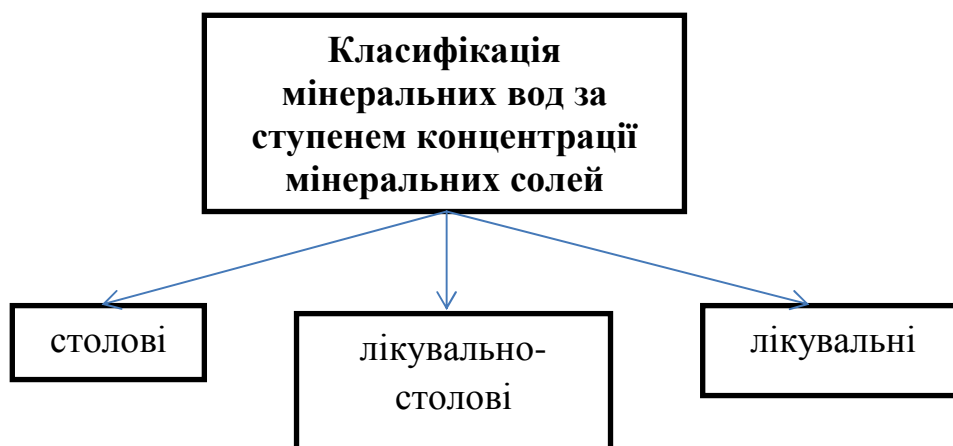 Класифікація
мінеральних вод за
ступенем концентрації
мінеральних солей
столові
лікувально-
столові
лікувальні